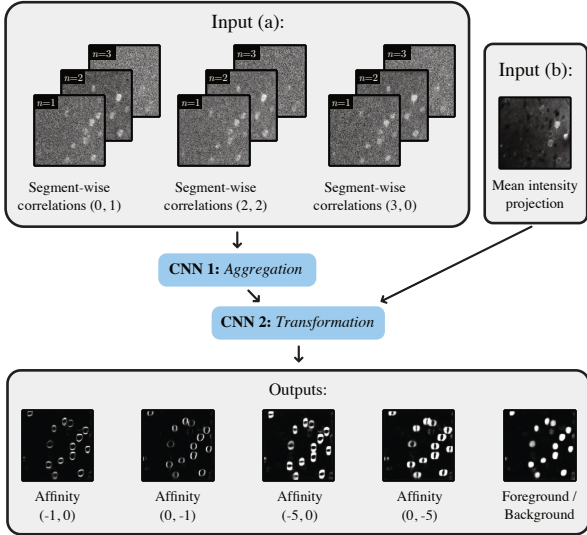 Input (a):
n=3
n=2
n=1
n=3
n=2
n=1
n=3
n=2
n=1
Segment-wise
correlations (0, 1)
Segment-wise
correlations (2, 2)
Segment-wise
correlations (3, 0)
Input (b):
Mean intensity
projection
CNN 1: Aggregation
CNN 2: Transformation
Outputs:
Affinity
(-1, 0)
Affinity
(0, -1)
Affinity
(-5, 0)
Affinity
(0, -5)
Foreground /
Background